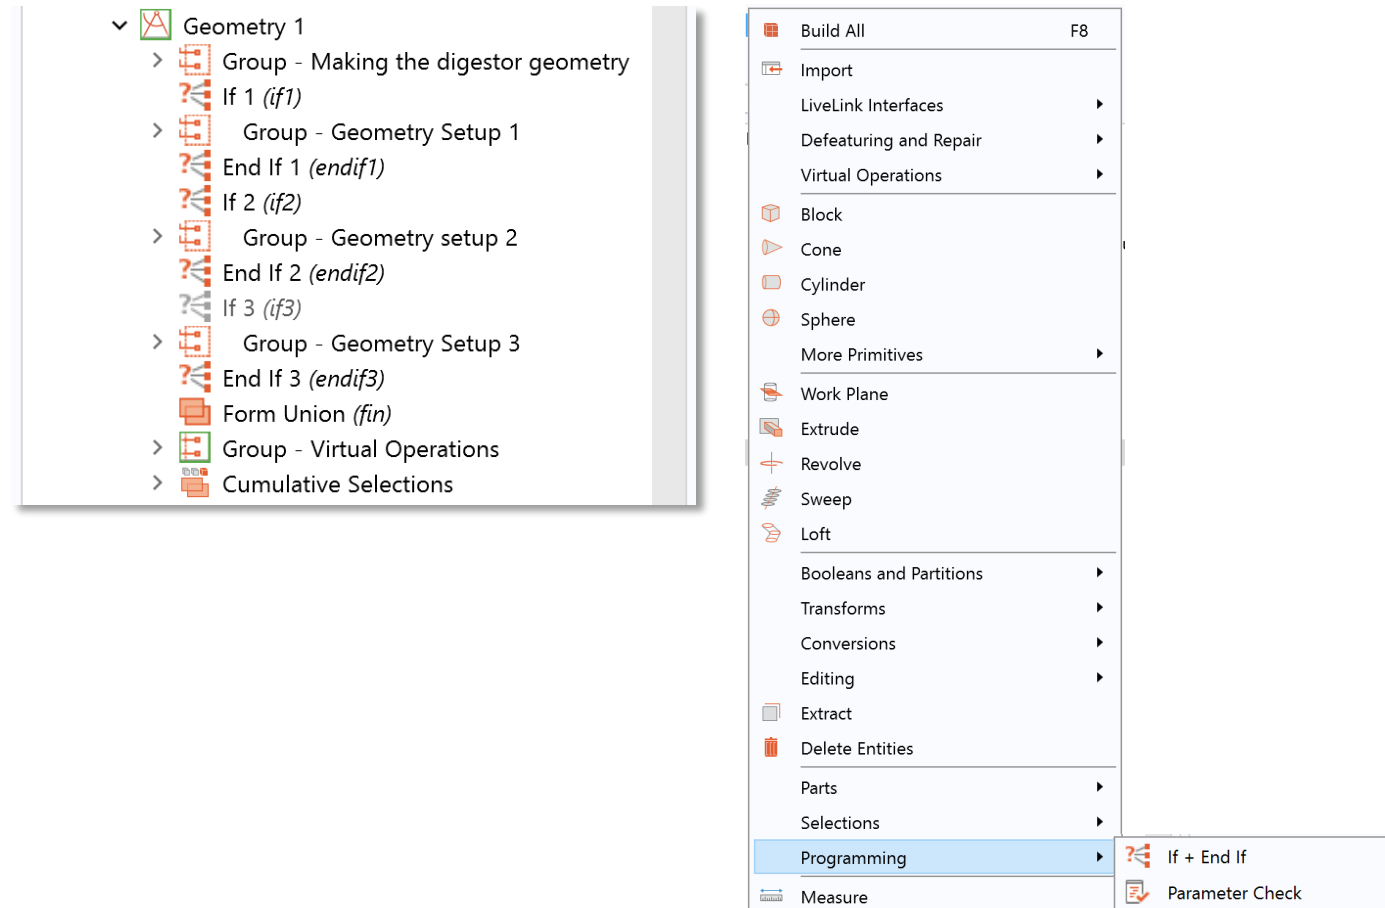 Geometry 1
Group - Making the digestor geometry
If 1 (if1)
Group - Geometry Setup 1
End If 1 (endif1)
If 2 (if2)
Group - Geometry setup 2
End If 2 (endif2)
If 3 (if3)
Group - Geometry Setup 3
End If 3 (endif3)
Form Union (fin)
Group - Virtual Operations
Cumulative Selections
Build All F8
Import
LiveLink Interfaces
Defeaturing and Repair
Virtual Operations
Block
Cone
Cylinder
Sphere
More Primitives
Work Plane
Extrude
Revolve
Sweep
Loft
Booleans and Partitions
Transforms
Conversions
Editing
Extract
Delete Entities
Parts
Selections
Programming
Measure
If + End If
Parameter Check